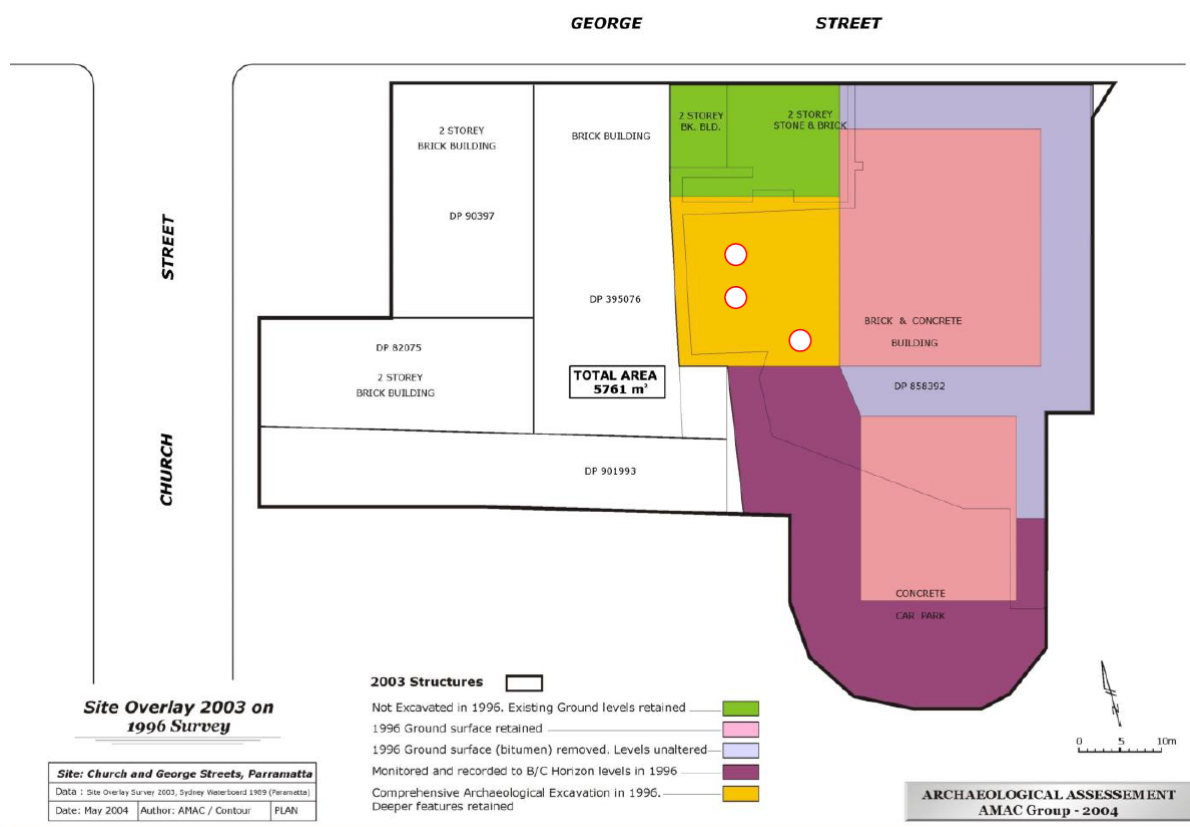 GEORGE STREET
2 STOREY
BRICK BUILDING
BRICK BUILDING
2 STOREY
BK. BLD.
2 STOREY
STONE & BRICK
DP 90397
STREET
DP 395076
BRICK & CONCRETE
BUILDING
DP 82075
2 STOREY
BRICK BUILDING
TOTAL AREA
5761 m²
DP 858392
CHURCH
DP 901993
CONCRETE
CAR PARK
2003 Structures
Not Excavated in 1996. Existing Ground levels retained
1996 Ground surface retained
1996 Ground surface (bitumen) removed. Levels unaltered
Monitored and recorded to B/C Horizon levels in 1996
Comprehensive Archaeological Excavation in 1996.
Deeper features retained
Site Overlay 2003 on
1996 Survey
Site: Church and George Streets, Parramatta
Data : Site Overlay Survey 2003, Sydney Waterboard 1989 (Paramatta)
Date: May 2004 Author: AMAC / Contour PLAN
N
0 5 10m
ARCHAEOLOGICAL ASSESSEMENT
AMAC Group - 2004